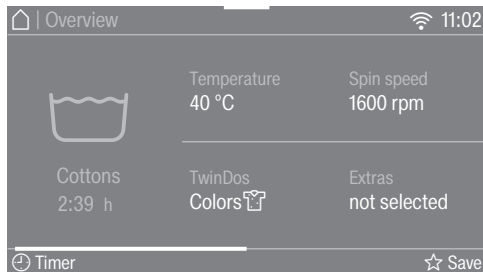 Overview 11:02
Temperature Spin speed
40 °C 1600 rpm
Cottons TwinDos Extras
2:39 h Colors not selected
Timer Save